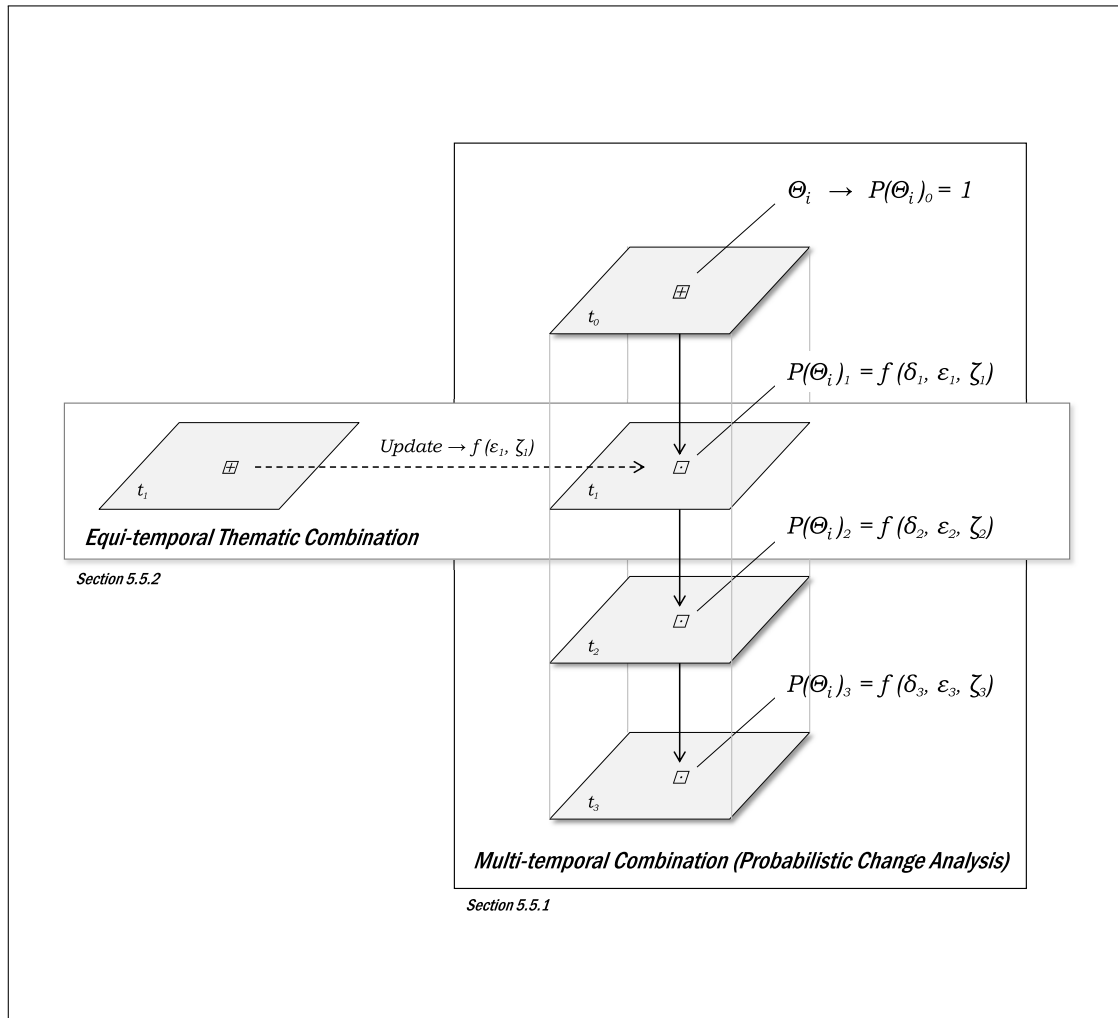 Θᵢ → P(Θᵢ)₀ = 1
t₀
P(Θᵢ)₁ = f (δ₁, ε₁, ζ₁)
Update → f (ε₁, ζ₁)
t₁
t₁
Equi-temporal Thematic Combination
P(Θᵢ)₂ = f (δ₂, ε₂, ζ₂)
Section 5.5.2
t₂
P(Θᵢ)₃ = f (δ₃, ε₃, ζ₃)
t₃
Multi-temporal Combination (Probabilistic Change Analysis)
Section 5.5.1